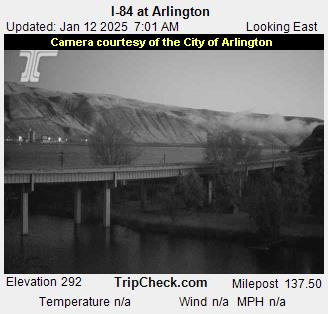 I-84 at Arlington
Updated: Jan 12 2025 7:01 AM Looking East
Camera courtesy of the City of Arlington
Elevation 292 TripCheck.com Milepost 137.50
Temperature n/a Wind n/a MPH n/a